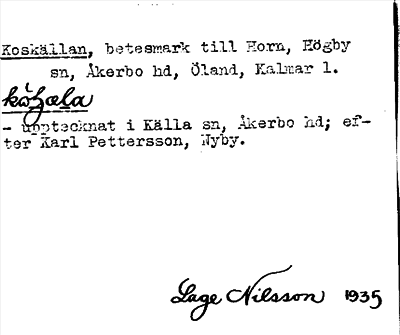 Koskällan, betesmark till Horn, Högby
sn, Åkerbo hd, Öland, Kalmar l.
- upptecknat i Källa sn, Åkerbo hd; ef-
ter Karl Pettersson, Nyby.
Lage Nilsson 1935